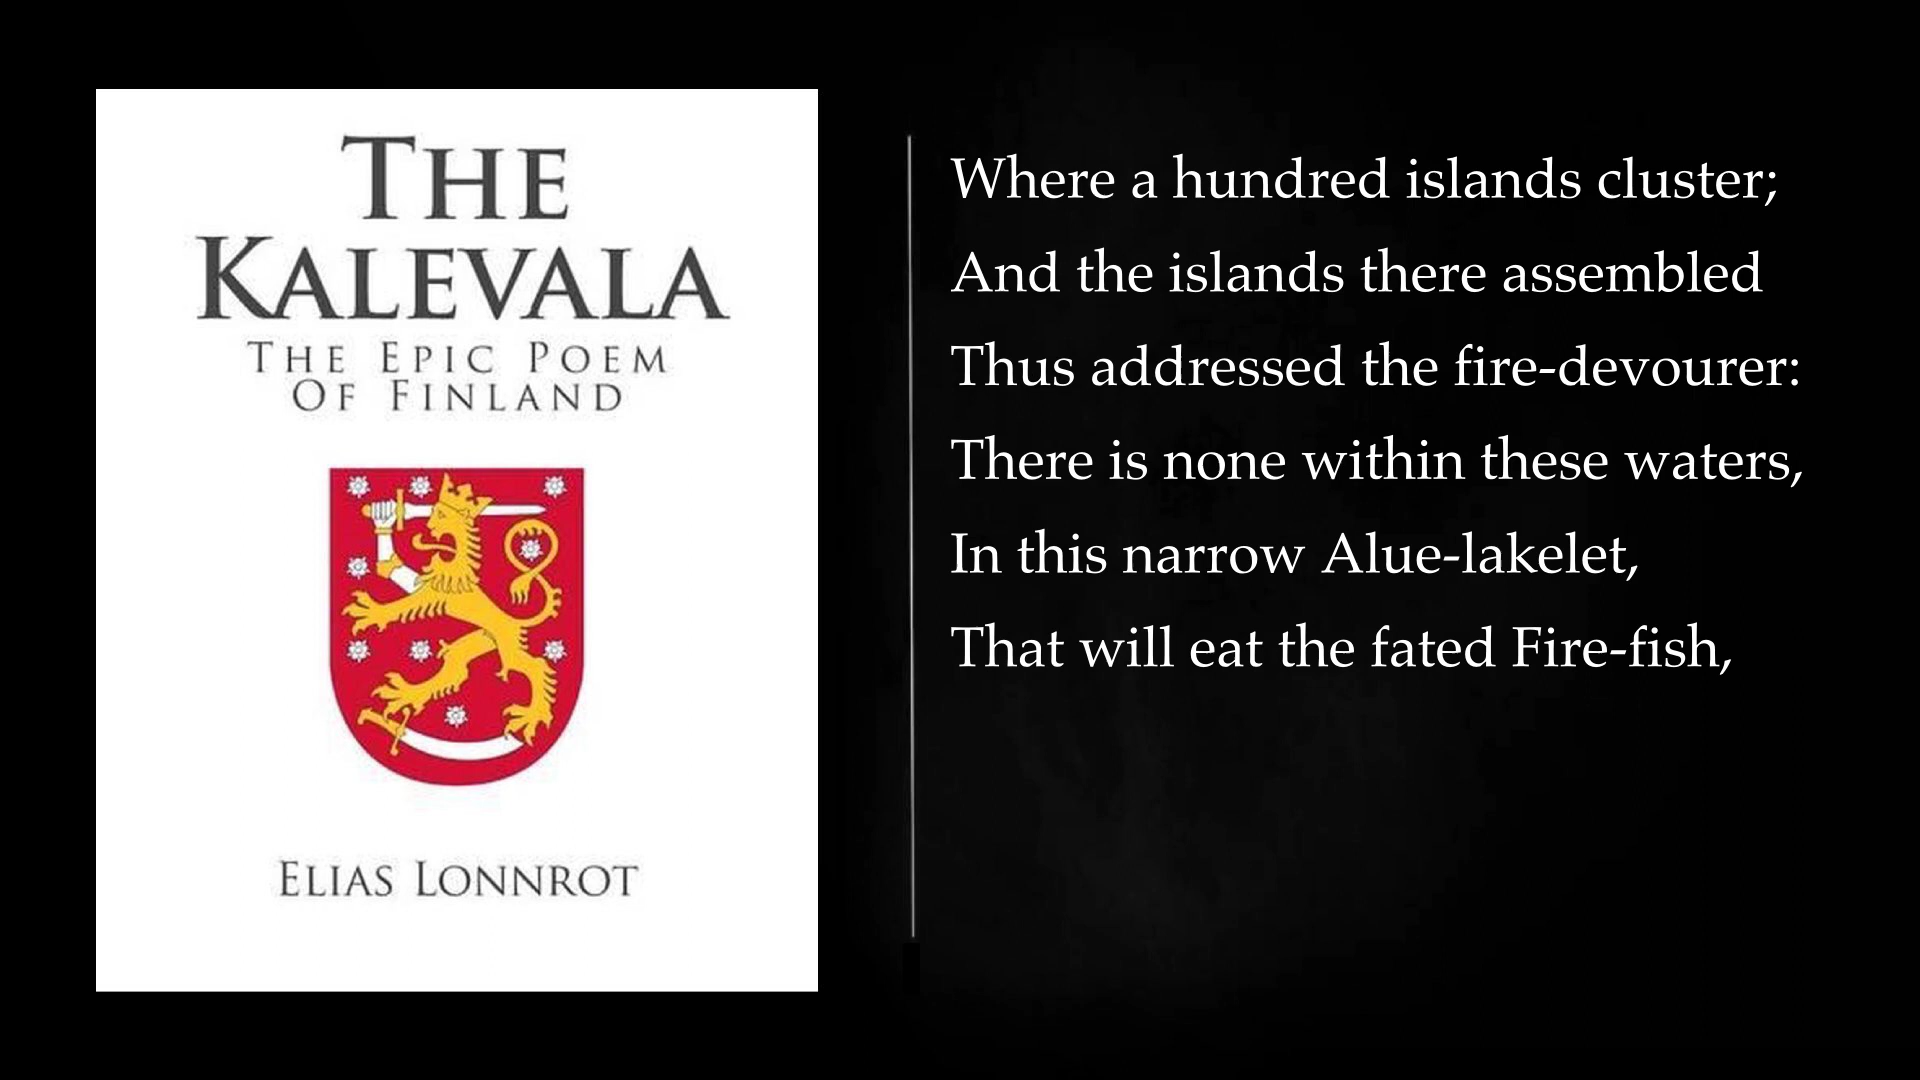 THE
KALEVALA
THE EPIC POEM
OF FINLAND
ELIAS LONNROT
Where a hundred islands cluster;
And the islands there assembled
Thus addressed the fire-devourer:
There is none within these waters,
In this narrow Alue-lakelet,
That will eat the fated Fire-fish,